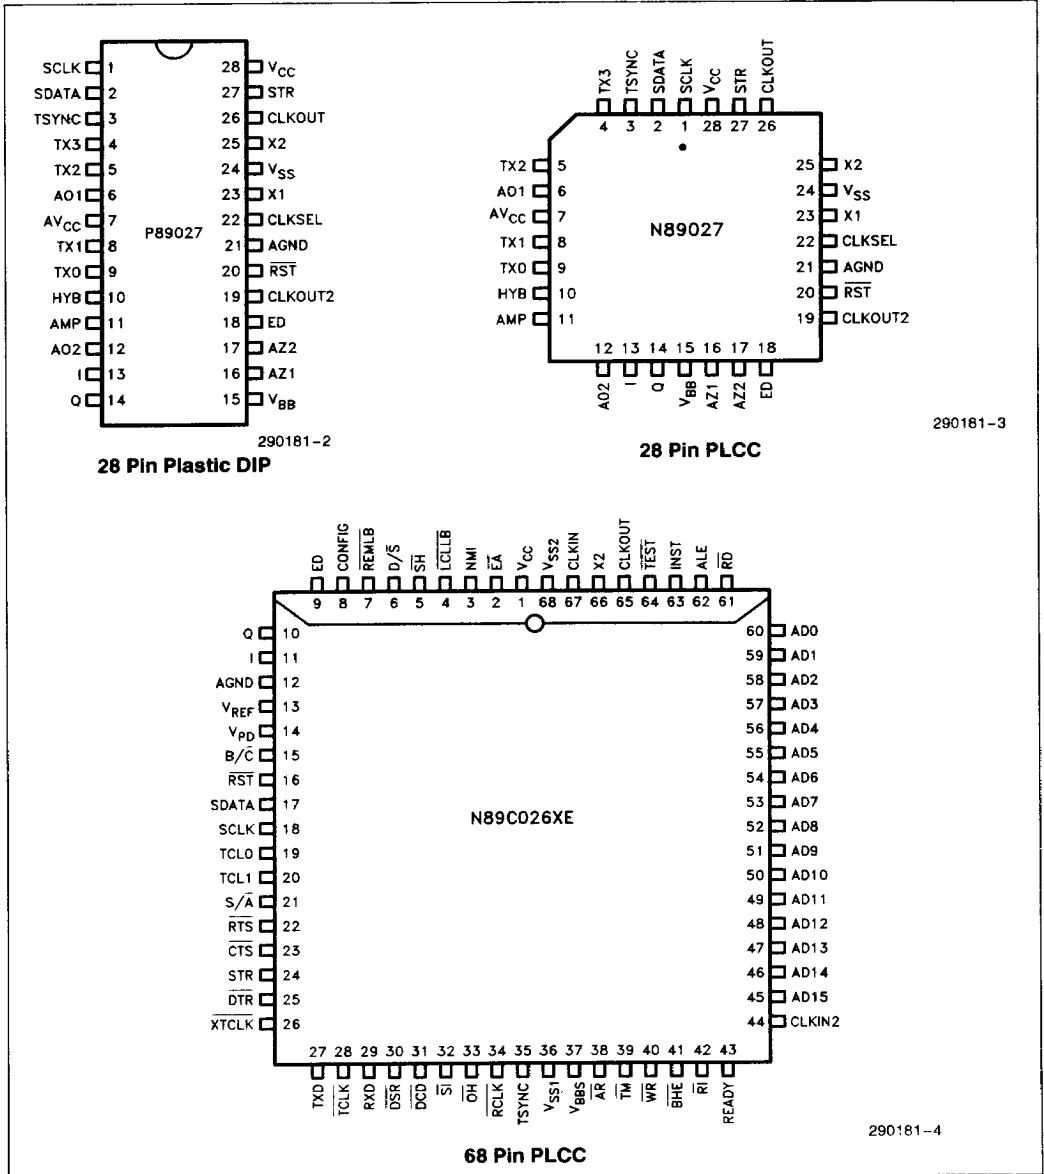 SCLK 1 28 VCC
SDATA 2 27 STR
TSYNC 3 26 CLKOUT
TX3 4 25 X2
TX2 5 24 VSS
AO1 6 23 X1
AVCC 7 22 CLKSEL
P89027
TX1 8 21 AGND
TX0 9 20 RST
HYB 10 19 CLKOUT2
AMP 11 18 ED
AO2 12 17 AZ2
I 13 16 AZ1
Q 14 15 VBB
290181-2
28 Pin Plastic DIP
TX3 TSYNC SDATA SCLK VCC STR CLKOUT
4 3 2 1 28 27 26
TX2 5 25 X2
AO1 6 24 VSS
AVCC 7 23 X1
N89027
TX1 8 22 CLKSEL
TX0 9 21 AGND
HYB 10 20 RST
AMP 11 19 CLKOUT2
12 13 14 15 16 17 18
AO2 I Q VBB AZ1 AZ2 ED
290181-3
28 Pin PLCC
ED CONFIG REMLB D/S SH LCLLB NMI EA VCC VSS2 CLKIN X2 CLKOUT TEST INST ALE RD
9 8 7 6 5 4 3 2 1 68 67 66 65 64 63 62 61
Q 10 60 AD0
I 11 59 AD1
AGND 12 58 AD2
VREF 13 57 AD3
VPD 14 56 AD4
B/C 15 55 AD5
RST 16 54 AD6
SDATA 17 53 AD7
N89C026XE
SCLK 18 52 AD8
TCL0 19 51 AD9
TCL1 20 50 AD10
S/A 21 49 AD11
RTS 22 48 AD12
CTS 23 47 AD13
STR 24 46 AD14
DTR 25 45 AD15
XTCLK 26 44 CLKIN2
27 28 29 30 31 32 33 34 35 36 37 38 39 40 41 42 43
TXD TCLK RXD DSR DCD SI OH RCLK TSYNC VSS1 VBBS AR TM WR BHE RI READY
290181-4
68 Pin PLCC